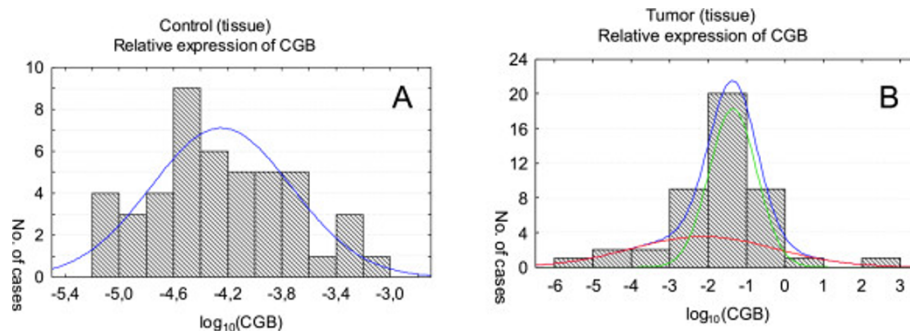 Control (tissue)
Relative expression of CGB
A
10
8
6
4
2
0
No. of cases
-5,4 -5,0 -4,6 -4,2 -3,8 -3,4 -3,0
log10(CGB)
Tumor (tissue)
Relative expression of CGB
B
24
20
16
12
8
4
0
No. of cases
-6 -5 -4 -3 -2 -1 0 1 2 3
log10(CGB)